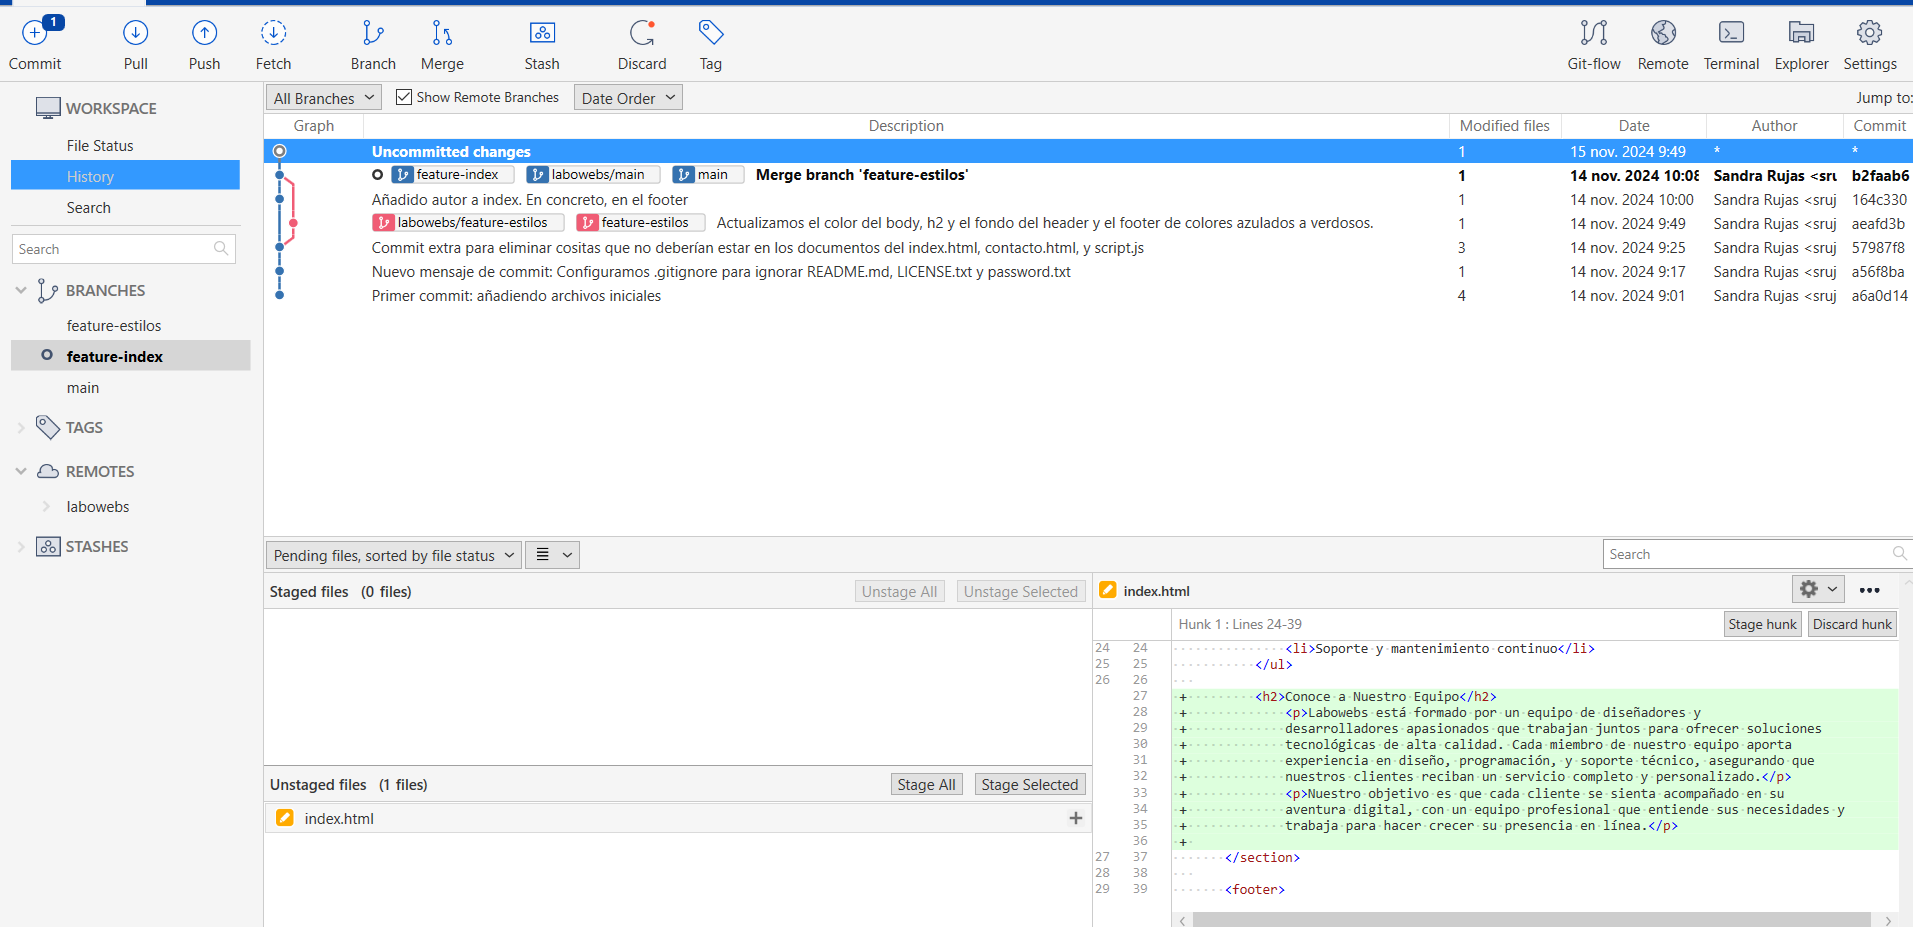 1
Commit Pull Push Fetch Branch Merge Stash Discard Tag Git-flow Remote Terminal Explorer Settings
WORKSPACE
File Status
History
Search
Search
BRANCHES
feature-estilos
feature-index
main
TAGS
REMOTES
labowebs
STASHES
All Branches Show Remote Branches Date Order Jump to:
Graph Description Modified files Date Author Commit
Uncommitted changes 1 15 nov. 2024 9:49 * *
feature-index labowebs/main main Merge branch 'feature-estilos' 1 14 nov. 2024 10:08 Sandra Rujas <sru b2faab6
Añadido autor a index. En concreto, en el footer 1 14 nov. 2024 10:00 Sandra Rujas <sruj 164c330
labowebs/feature-estilos feature-estilos Actualizamos el color del body, h2 y el fondo del header y el footer de colores azulados a verdosos. 1 14 nov. 2024 9:49 Sandra Rujas <sruj aeafd3b
Commit extra para eliminar cositas que no deberían estar en los documentos del index.html, contacto.html, y script.js 3 14 nov. 2024 9:25 Sandra Rujas <sruj 57987f8
Nuevo mensaje de commit: Configuramos .gitignore para ignorar README.md, LICENSE.txt y password.txt 1 14 nov. 2024 9:17 Sandra Rujas <sruj a56f8ba
Primer commit: añadiendo archivos iniciales 4 14 nov. 2024 9:01 Sandra Rujas <sruj a6a0d14
Pending files, sorted by file status Search
Staged files (0 files) Unstage All Unstage Selected
Unstaged files (1 files) Stage All Stage Selected
index.html
index.html
Hunk 1 : Lines 24-39 Stage hunk Discard hunk
24 24 <li>Soporte y mantenimiento continuo</li>
25 25 </ul>
26 26
27 + <h2>Conoce a Nuestro Equipo</h2>
28 + <p>Labowebs está formado por un equipo de diseñadores y
29 + desarrolladores apasionados que trabajan juntos para ofrecer soluciones
30 + tecnológicas de alta calidad. Cada miembro de nuestro equipo aporta
31 + experiencia en diseño, programación, y soporte técnico, asegurando que
32 + nuestros clientes reciban un servicio completo y personalizado.</p>
33 + <p>Nuestro objetivo es que cada cliente se sienta acompañado en su
34 + aventura digital, con un equipo profesional que entiende sus necesidades y
35 + trabaja para hacer crecer su presencia en línea.</p>
36 +
27 37 </section>
28 38
29 39 <footer>